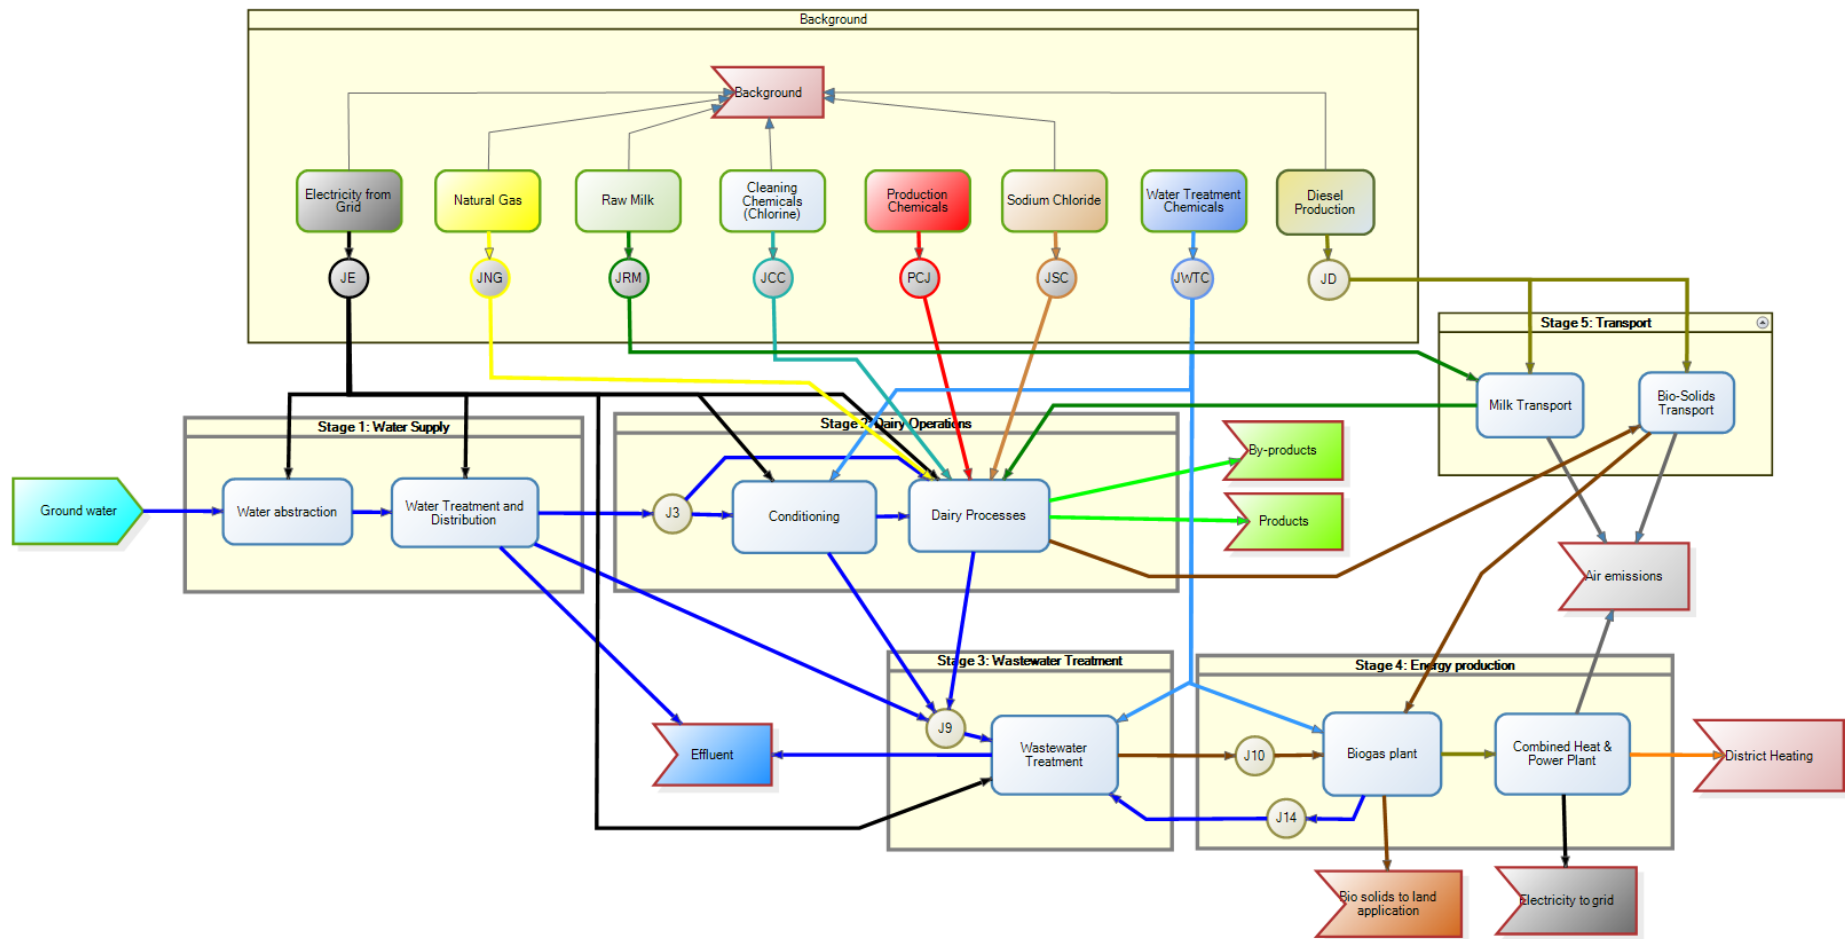 Background
Background
Electricity from
Grid
Natural Gas
Raw Milk
Cleaning
Chemicals
(Chlorine)
Production
Chemicals
Sodium Chloride
Water Treatment
Chemicals
Diesel
Production
JE
JNG
JRM
JCC
PCJ
JSC
JWTC
JD
Stage 5: Transport
Milk Transport
Bio-Solids
Transport
Stage 1: Water Supply
Stage 2: Dairy Operations
Ground water
Water abstraction
Water Treatment and
Distribution
J3
Conditioning
Dairy Processes
By-products
Products
Air emissions
Stage 3: Wastewater Treatment
Stage 4: Energy production
Effluent
J9
Wastewater
Treatment
J10
Biogas plant
Combined Heat &
Power Plant
District Heating
J14
Bio solids to land
application
Electricity to grid